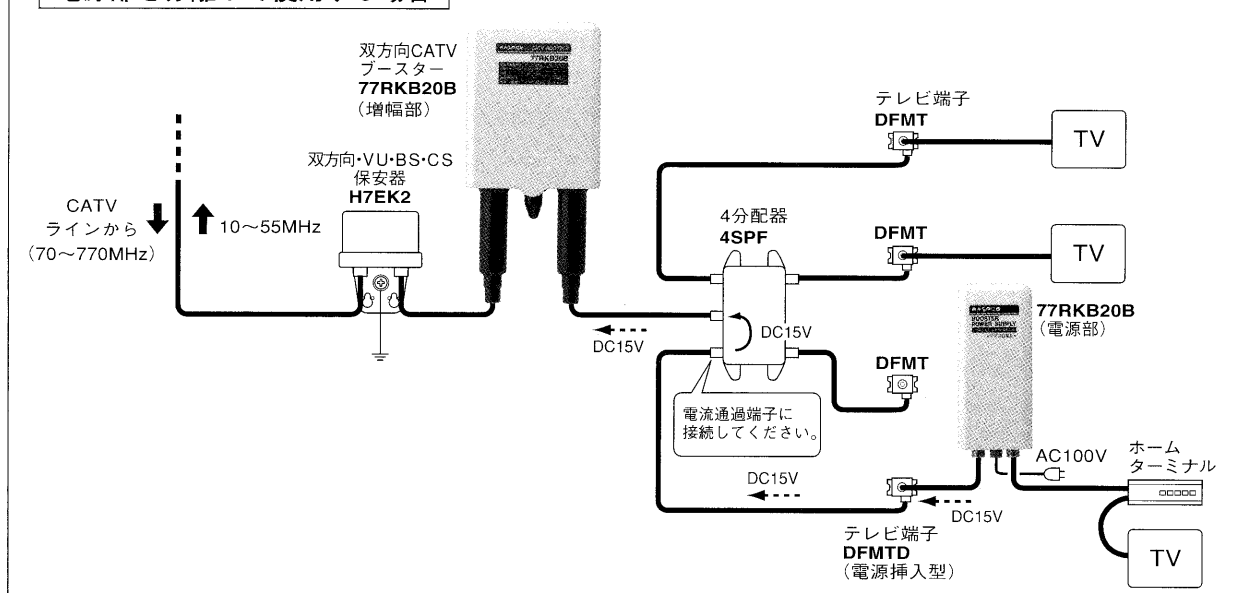 双方向CATV
ブースター
77RKB20B
（増幅部）
77RKB20B
双方向・VU・BS・CS
保安器
H7EK2
CATV
ラインから
（70〜770MHz）
10〜55MHz
テレビ端子
DFMT
TV
4分配器
4SPF
DFMT
TV
DC15V
DC15V
77RKB20B
（電源部）
BOOSTER
POWER SUPPLY
DFMT
電流通過端子に
接続してください。
AC100V
ホーム
ターミナル
DC15V
DC15V
テレビ端子
DFMTD
（電源挿入型）
TV